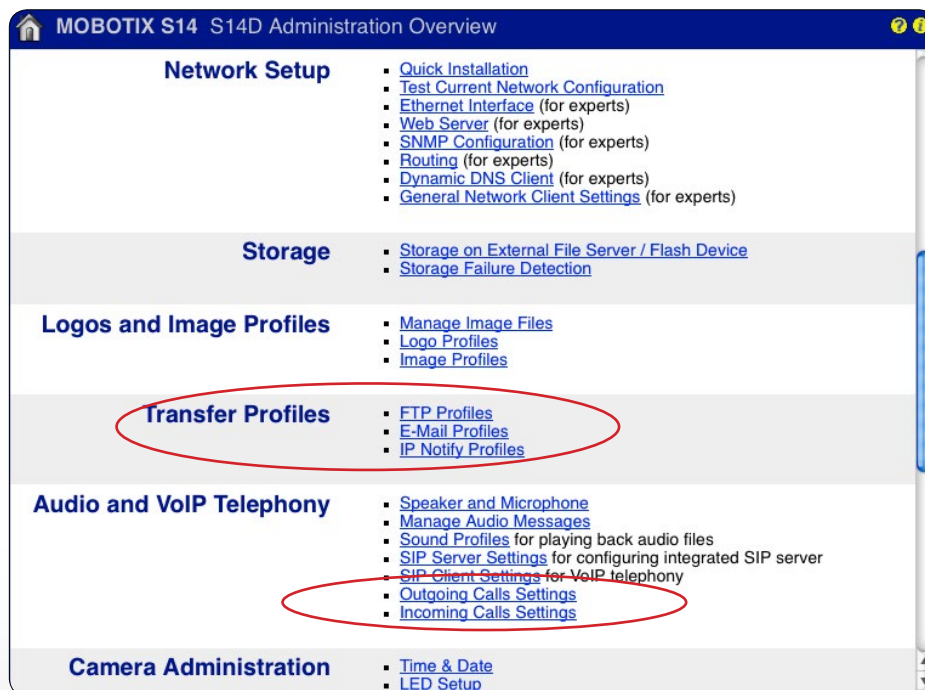 MOBOTIX S14 S14D Administration Overview
Network Setup
Quick Installation
Test Current Network Configuration
Ethernet Interface (for experts)
Web Server (for experts)
SNMP Configuration (for experts)
Routing (for experts)
Dynamic DNS Client (for experts)
General Network Client Settings (for experts)
Storage
Storage on External File Server / Flash Device
Storage Failure Detection
Logos and Image Profiles
Manage Image Files
Logo Profiles
Image Profiles
Transfer Profiles
FTP Profiles
E-Mail Profiles
IP Notify Profiles
Audio and VoIP Telephony
Speaker and Microphone
Manage Audio Messages
Sound Profiles for playing back audio files
SIP Server Settings for configuring integrated SIP server
SIP Client Settings for VoIP telephony
Outgoing Calls Settings
Incoming Calls Settings
Camera Administration
Time & Date
LED Setup